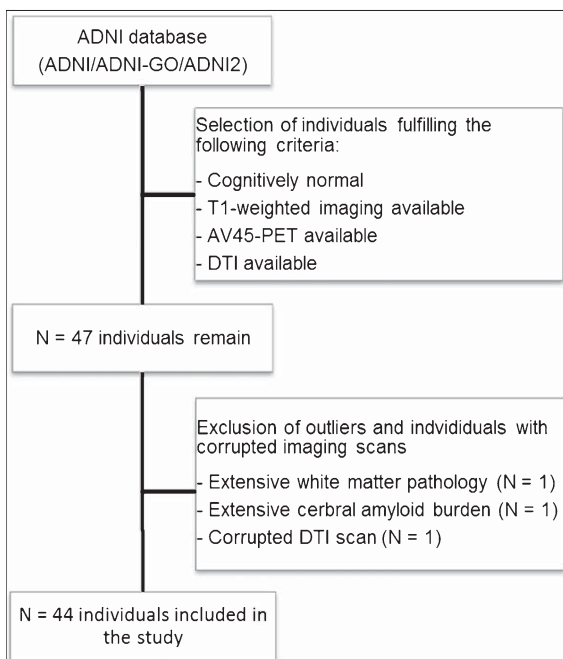 ADNI database
(ADNI/ADNI-GO/ADNI2)
Selection of individuals fulfilling the
following criteria:
- Cognitively normal
- T1-weighted imaging available
- AV45-PET available
- DTI available
N = 47 individuals remain
Exclusion of outliers and indvididuals with
corrupted imaging scans
- Extensive white matter pathology (N = 1)
- Extensive cerbral amyloid burden (N = 1)
- Corrupted DTI scan (N = 1)
N = 44 individuals included in
the study